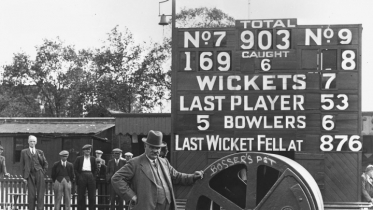 TOTAL
No 7 903 No 9
169 CAUGHT 6 8
WICKETS 7
LAST PLAYER 53
5 BOWLERS 6
LAST WICKET FELL AT 876
BOSSER'S PET